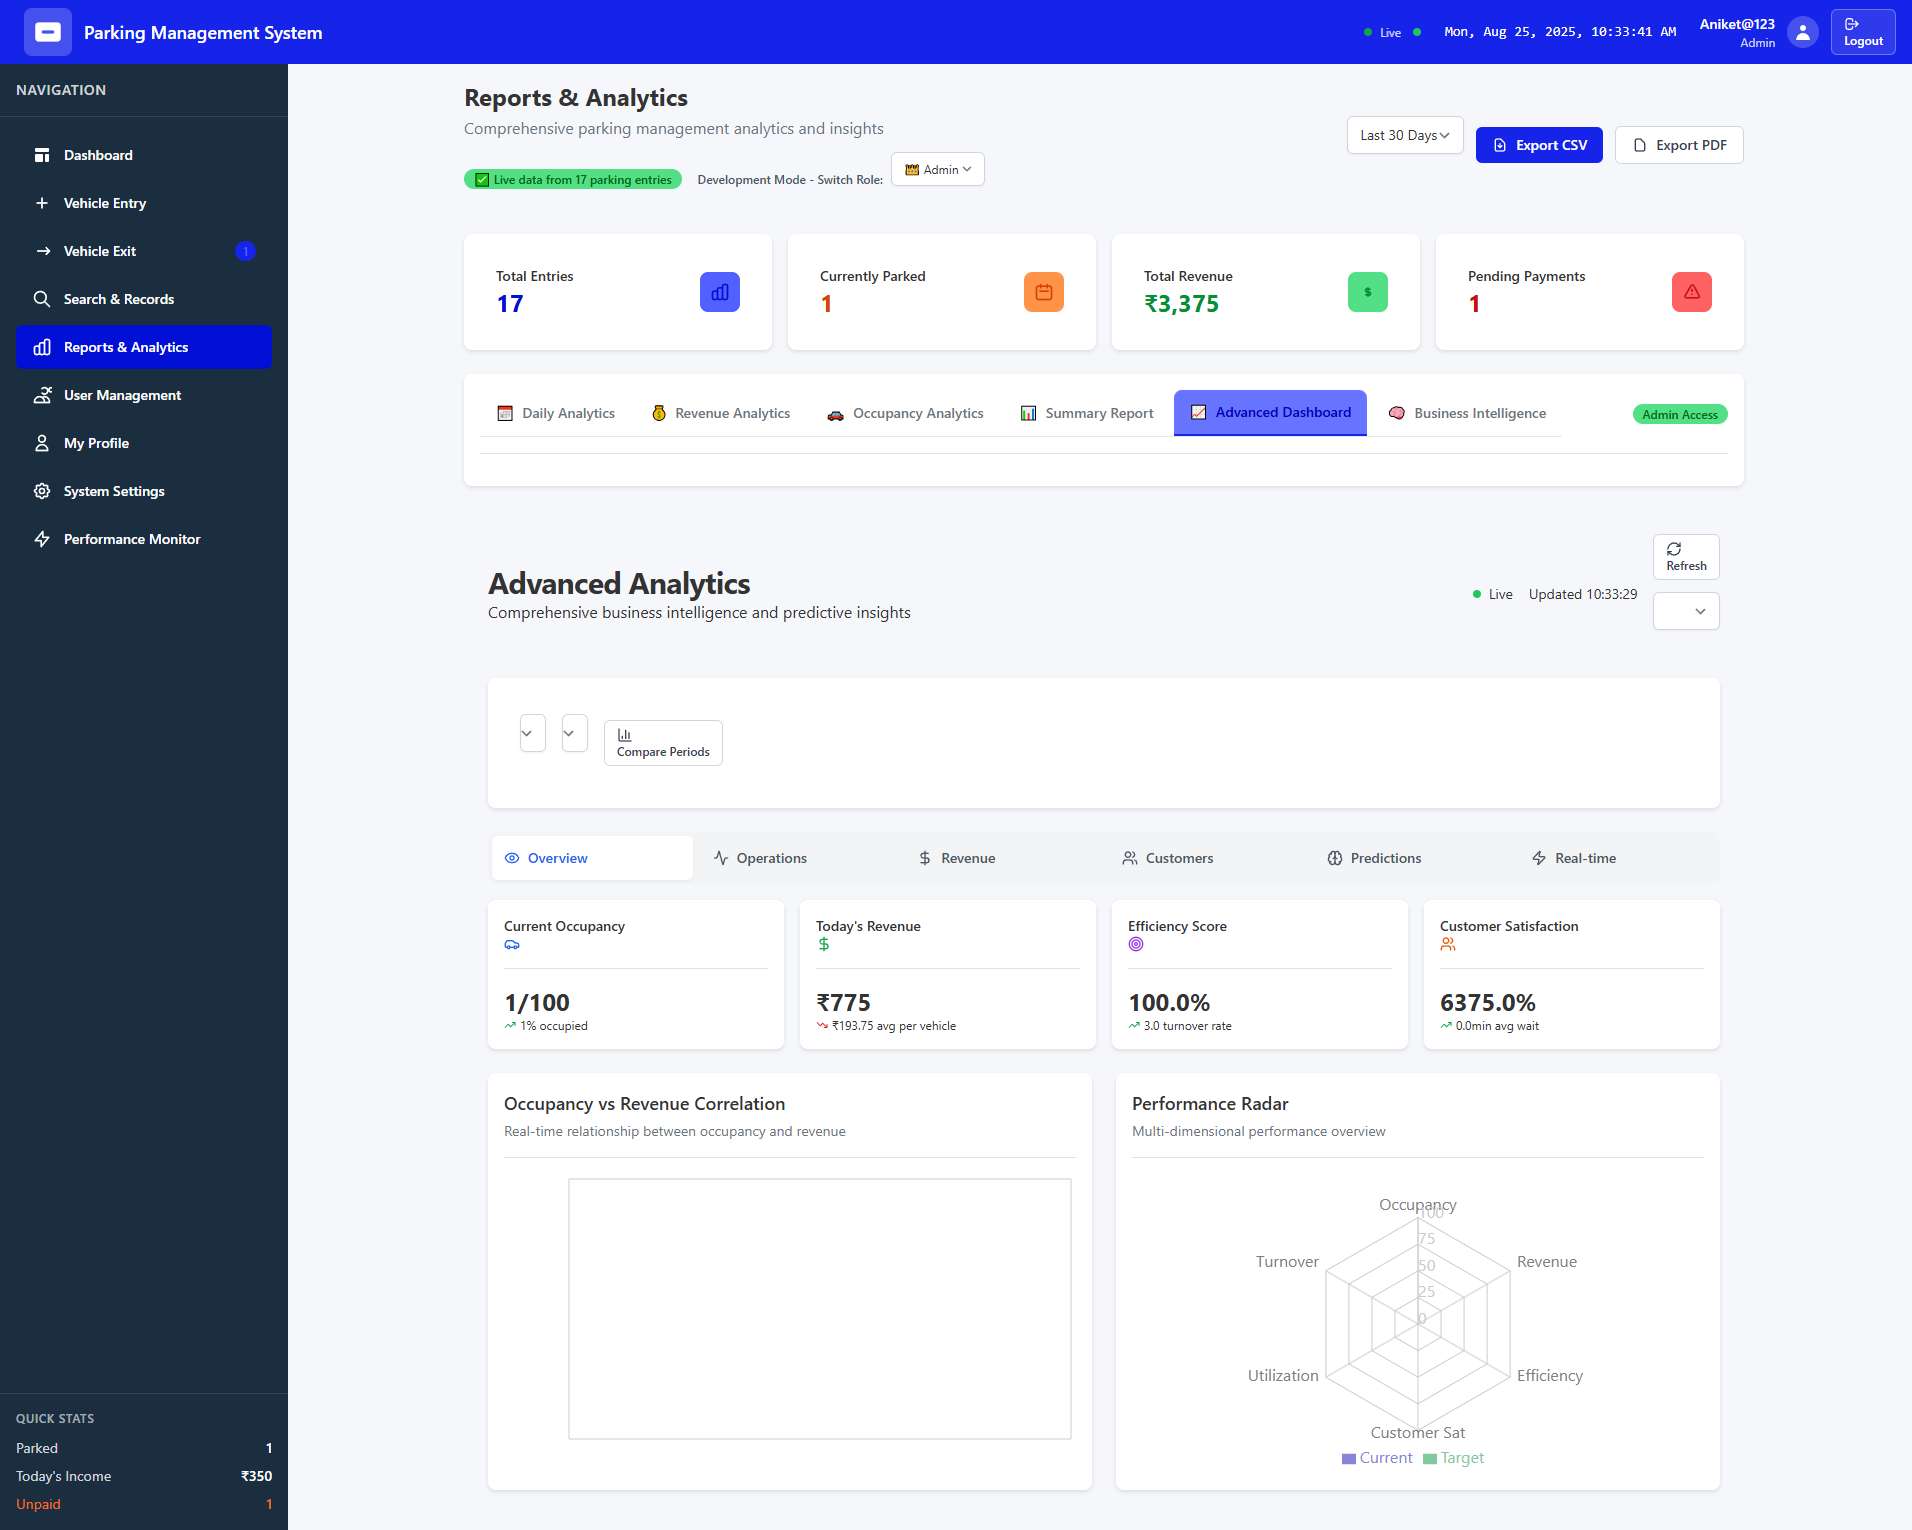 Parking Management System
Live
Mon, Aug 25, 2025, 10:33:41 AM
Aniket@123
Admin
Logout
NAVIGATION
Dashboard
Vehicle Entry
Vehicle Exit
1
Search & Records
Reports & Analytics
User Management
My Profile
System Settings
Performance Monitor
QUICK STATS
Parked 1
Today's Income ₹350
Unpaid 1
Reports & Analytics
Comprehensive parking management analytics and insights
Live data from 17 parking entries
Development Mode - Switch Role:
Admin
Last 30 Days
Export CSV
Export PDF
Total Entries
17
Currently Parked
1
Total Revenue
₹3,375
Pending Payments
1
Daily Analytics
Revenue Analytics
Occupancy Analytics
Summary Report
Advanced Dashboard
Business Intelligence
Admin Access
Advanced Analytics
Comprehensive business intelligence and predictive insights
Live
Updated 10:33:29
Refresh
Compare Periods
Overview
Operations
Revenue
Customers
Predictions
Real-time
Current Occupancy
1/100
1% occupied
Today's Revenue
₹775
₹193.75 avg per vehicle
Efficiency Score
100.0%
3.0 turnover rate
Customer Satisfaction
6375.0%
0.0min avg wait
Occupancy vs Revenue Correlation
Real-time relationship between occupancy and revenue
Performance Radar
Multi-dimensional performance overview
Occupancy
100
75
50
25
0
Turnover
Revenue
Utilization
Efficiency
Customer Sat
Current
Target